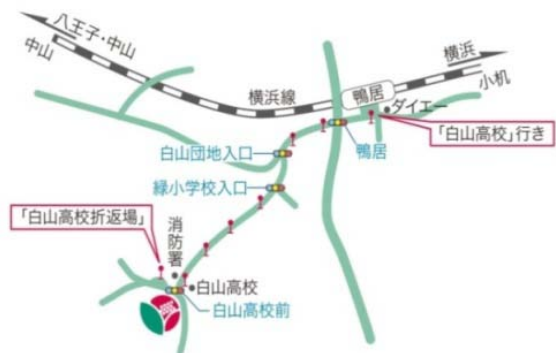 八王子・中山
中山
横浜
小机
横浜線
鴨居
ダイエー
「白山高校」行き
白山団地入口
鴨居
緑小学校入口
「白山高校折返場」
消防署
白山高校
白山高校前